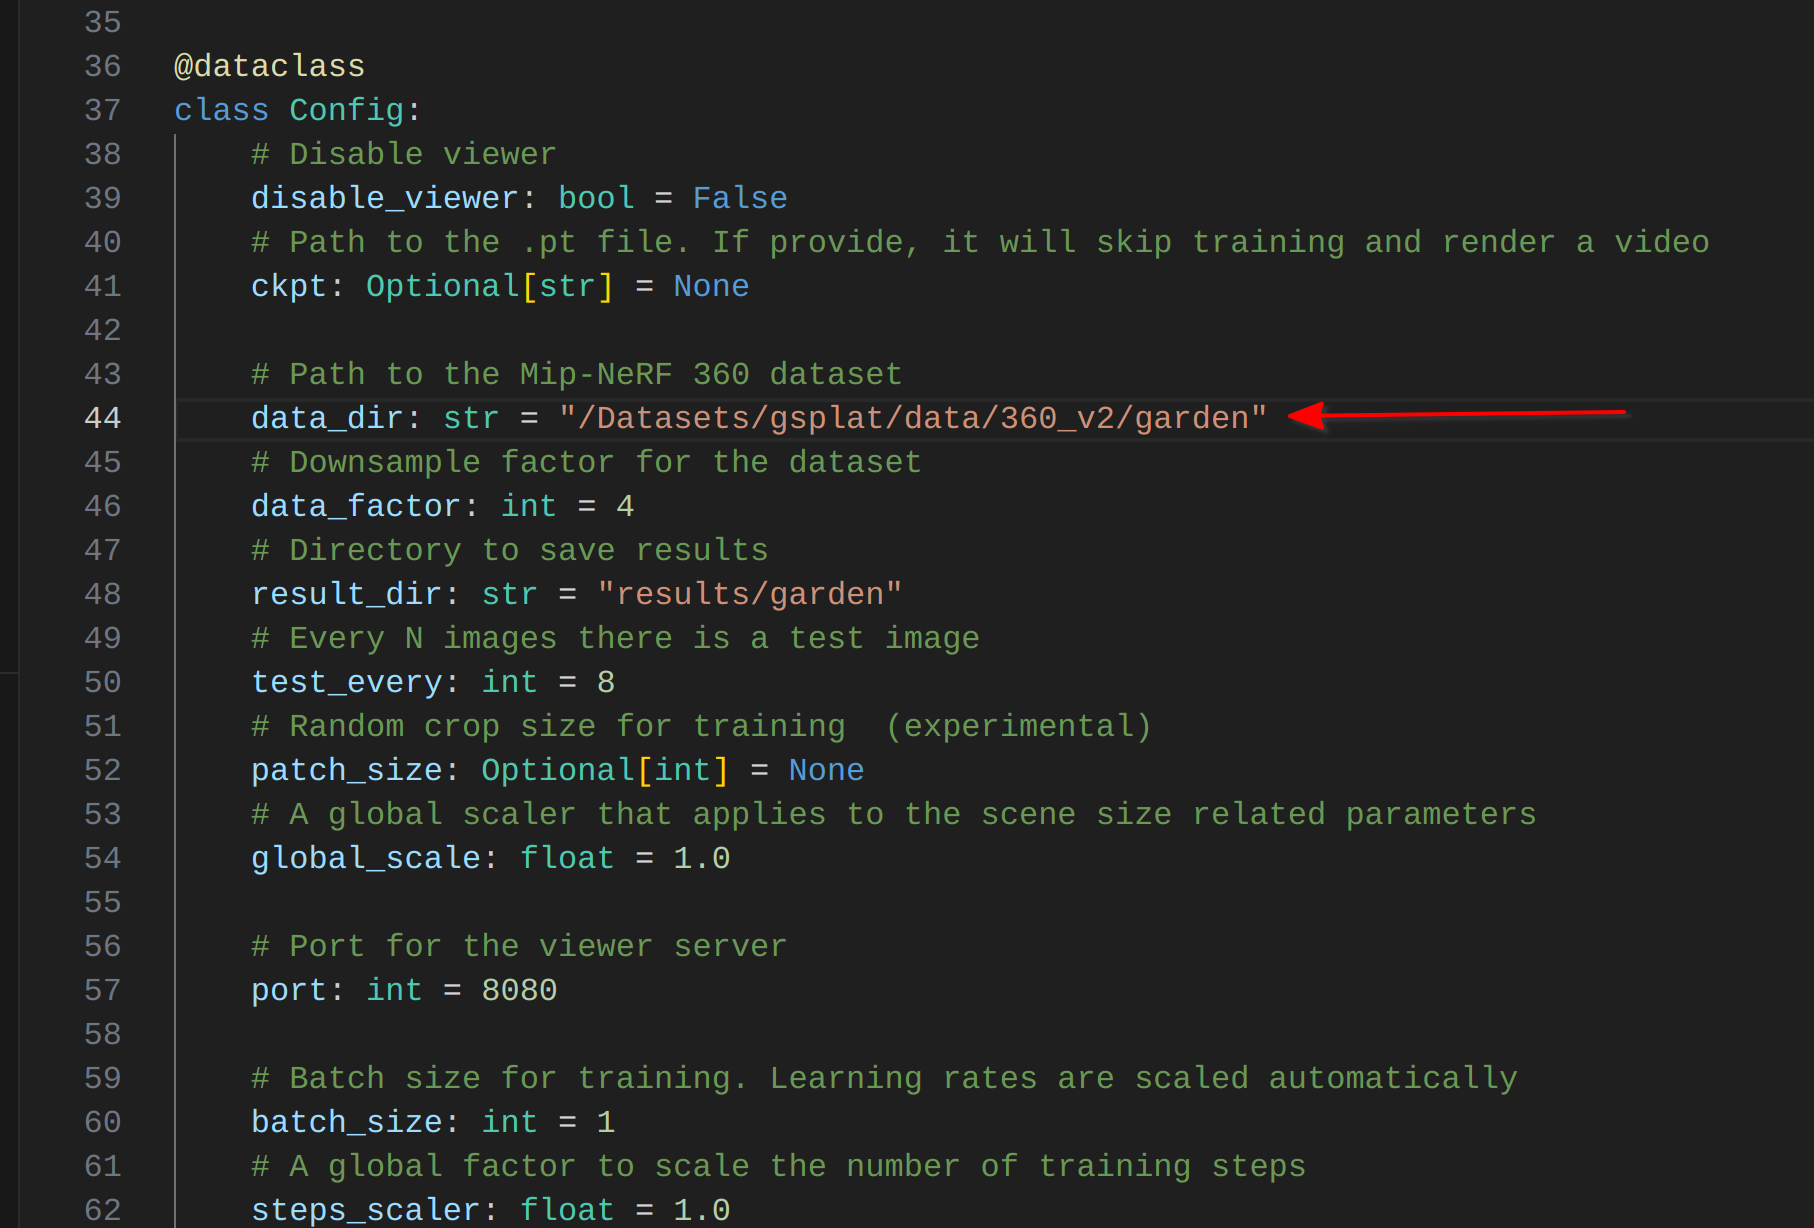 35
36 @dataclass
37 class Config:
38     # Disable viewer
39     disable_viewer: bool = False
40     # Path to the .pt file. If provide, it will skip training and render a video
41     ckpt: Optional[str] = None
42
43     # Path to the Mip-NeRF 360 dataset
44     data_dir: str = "/Datasets/gsplat/data/360_v2/garden"
45     # Downsample factor for the dataset
46     data_factor: int = 4
47     # Directory to save results
48     result_dir: str = "results/garden"
49     # Every N images there is a test image
50     test_every: int = 8
51     # Random crop size for training  (experimental)
52     patch_size: Optional[int] = None
53     # A global scaler that applies to the scene size related parameters
54     global_scale: float = 1.0
55
56     # Port for the viewer server
57     port: int = 8080
58
59     # Batch size for training. Learning rates are scaled automatically
60     batch_size: int = 1
61     # A global factor to scale the number of training steps
62     steps_scaler: float = 1.0